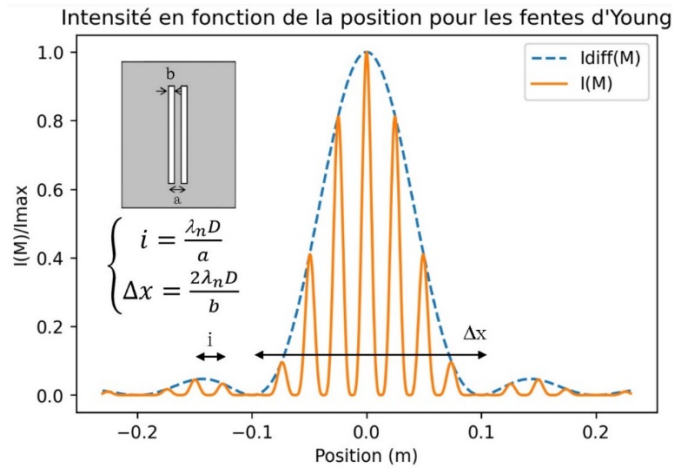 Intensité en fonction de la position pour les fentes d'Young
I(M)/Imax
1.0
0.8
0.6
0.4
0.2
0.0
Idiff(M)
I(M)
b
a
i = λₙD/a
Δx = 2λₙD/b
i
Δx
−0.2
−0.1
0.0
0.1
0.2
Position (m)